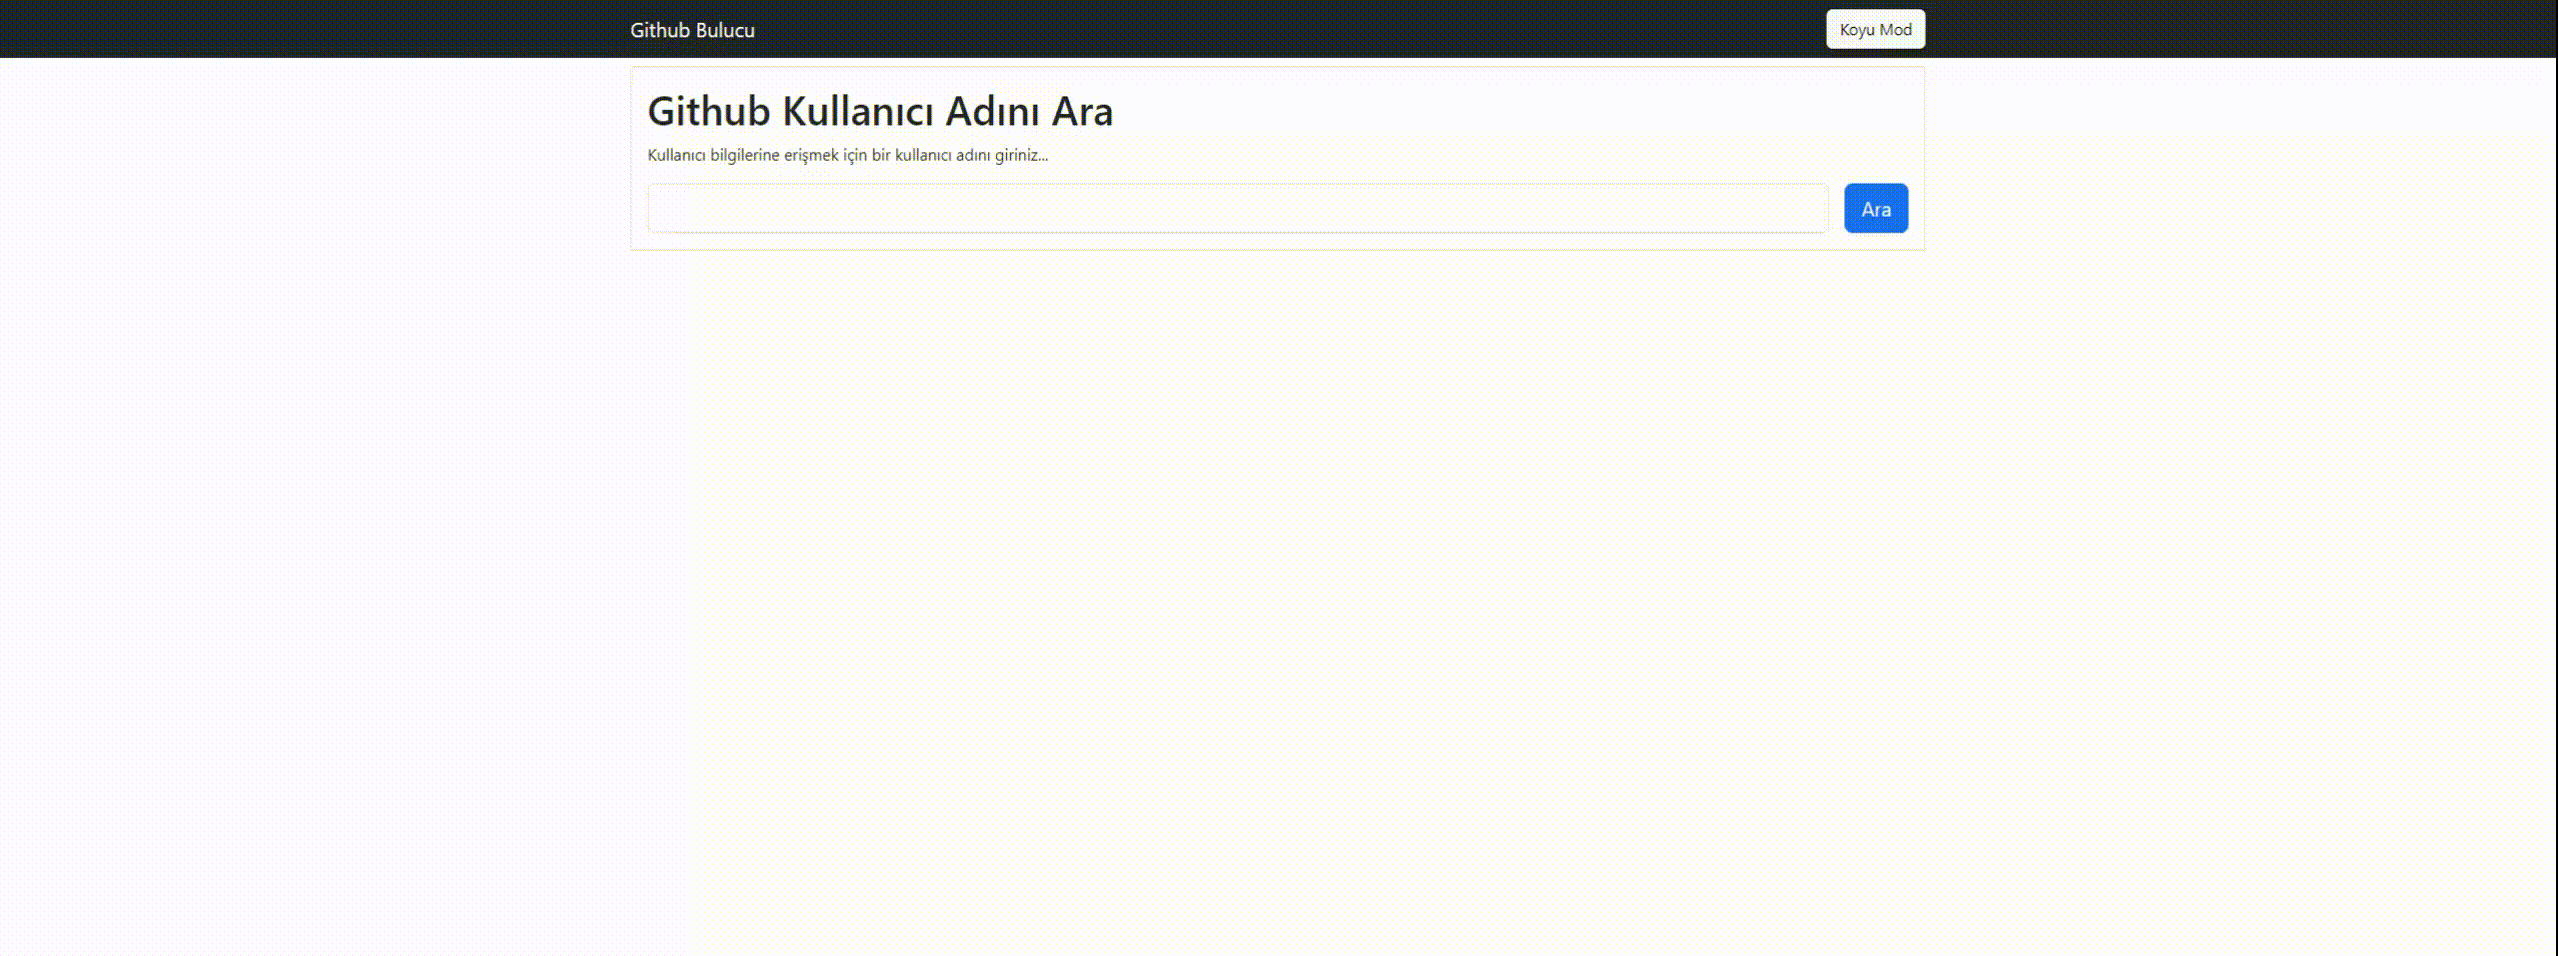 Github Bulucu
Koyu Mod
Github Kullanıcı Adını Ara
Kullanıcı bilgilerine erişmek için bir kullanıcı adını giriniz...
Ara